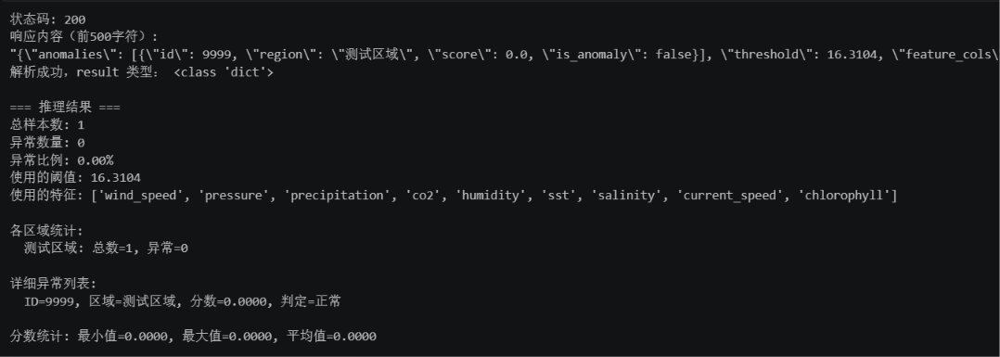 状态码: 200
响应内容（前500字符）:
"{\"anomalies\": [{\"id\": 9999, \"region\": \"测试区域\", \"score\": 0.0, \"is_anomaly\": false}], \"threshold\": 16.3104, \"feature_cols\
解析成功，result 类型： <class 'dict'>
=== 推理结果 ===
总样本数: 1
异常数量: 0
异常比例: 0.00%
使用的阈值: 16.3104
使用的特征: ['wind_speed', 'pressure', 'precipitation', 'co2', 'humidity', 'sst', 'salinity', 'current_speed', 'chlorophyll']
各区域统计:
测试区域: 总数=1, 异常=0
详细异常列表:
ID=9999, 区域=测试区域, 分数=0.0000, 判定=正常
分数统计: 最小值=0.0000, 最大值=0.0000, 平均值=0.0000